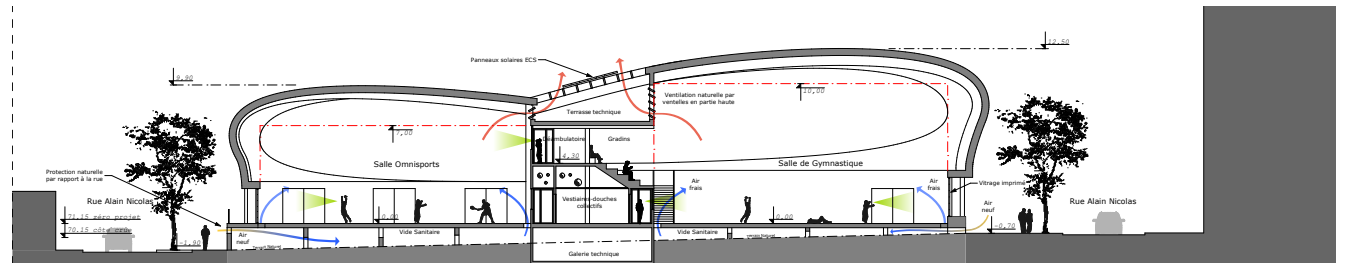 12,50
Panneaux solaires ECS
9,90
10,00
Ventilation naturelle par
ventelles en partie haute
Terrasse technique
7,00
Déambulatoire
Gradins
4,30
Salle Omnisports
Salle de Gymnastique
Protection naturelle
par rapport à la rue
Air
frais
Air
frais
Vitrage imprimé
Rue Alain Nicolas
Vestiaires-douches
collectifs
Air
neuf
Rue Alain Nicolas
71.15 zéro projet
0,00
0,00
70.15 côté crue
-1,90
Air
neuf
Vide Sanitaire
Vide Sanitaire
-0,70
Galerie technique